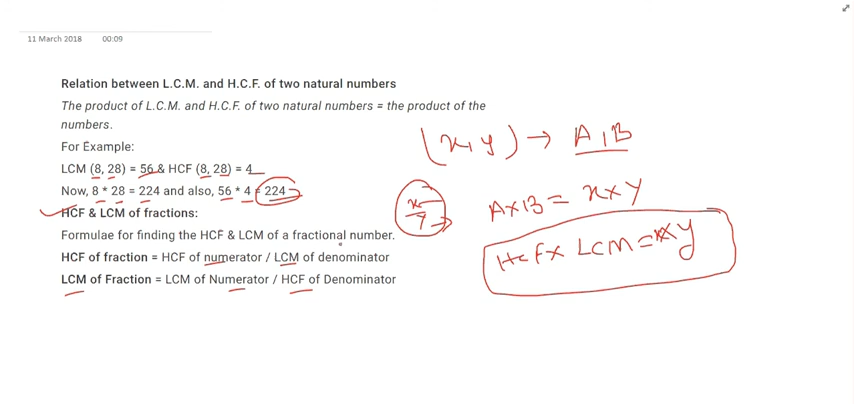 11 March 2018 00:09
Relation between L.C.M. and H.C.F. of two natural numbers
The product of L.C.M. and H.C.F. of two natural numbers = the product of the
numbers.
For Example:
LCM (8, 28) = 56 & HCF (8, 28) = 4
Now, 8 * 28 = 224 and also, 56 * 4 = 224
HCF & LCM of fractions:
Formulae for finding the HCF & LCM of a fractional number.
HCF of fraction = HCF of numerator / LCM of denominator
LCM of Fraction = LCM of Numerator / HCF of Denominator
(x, y) → A, B
A x B = x x y
x
y
Hcf x LCM = xy